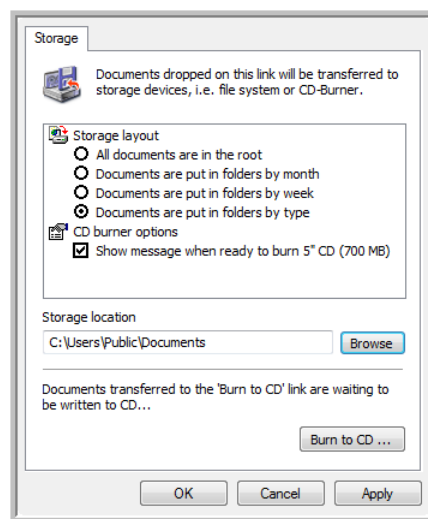 Storage
Documents dropped on this link will be transferred to
storage devices, i.e. file system or CD-Burner.
Storage layout
All documents are in the root
Documents are put in folders by month
Documents are put in folders by week
Documents are put in folders by type
CD burner options
Show message when ready to burn 5" CD (700 MB)
Storage location
C:\Users\Public\Documents
Browse
Documents transferred to the 'Burn to CD' link are waiting to
be written to CD...
Burn to CD ...
OK Cancel Apply